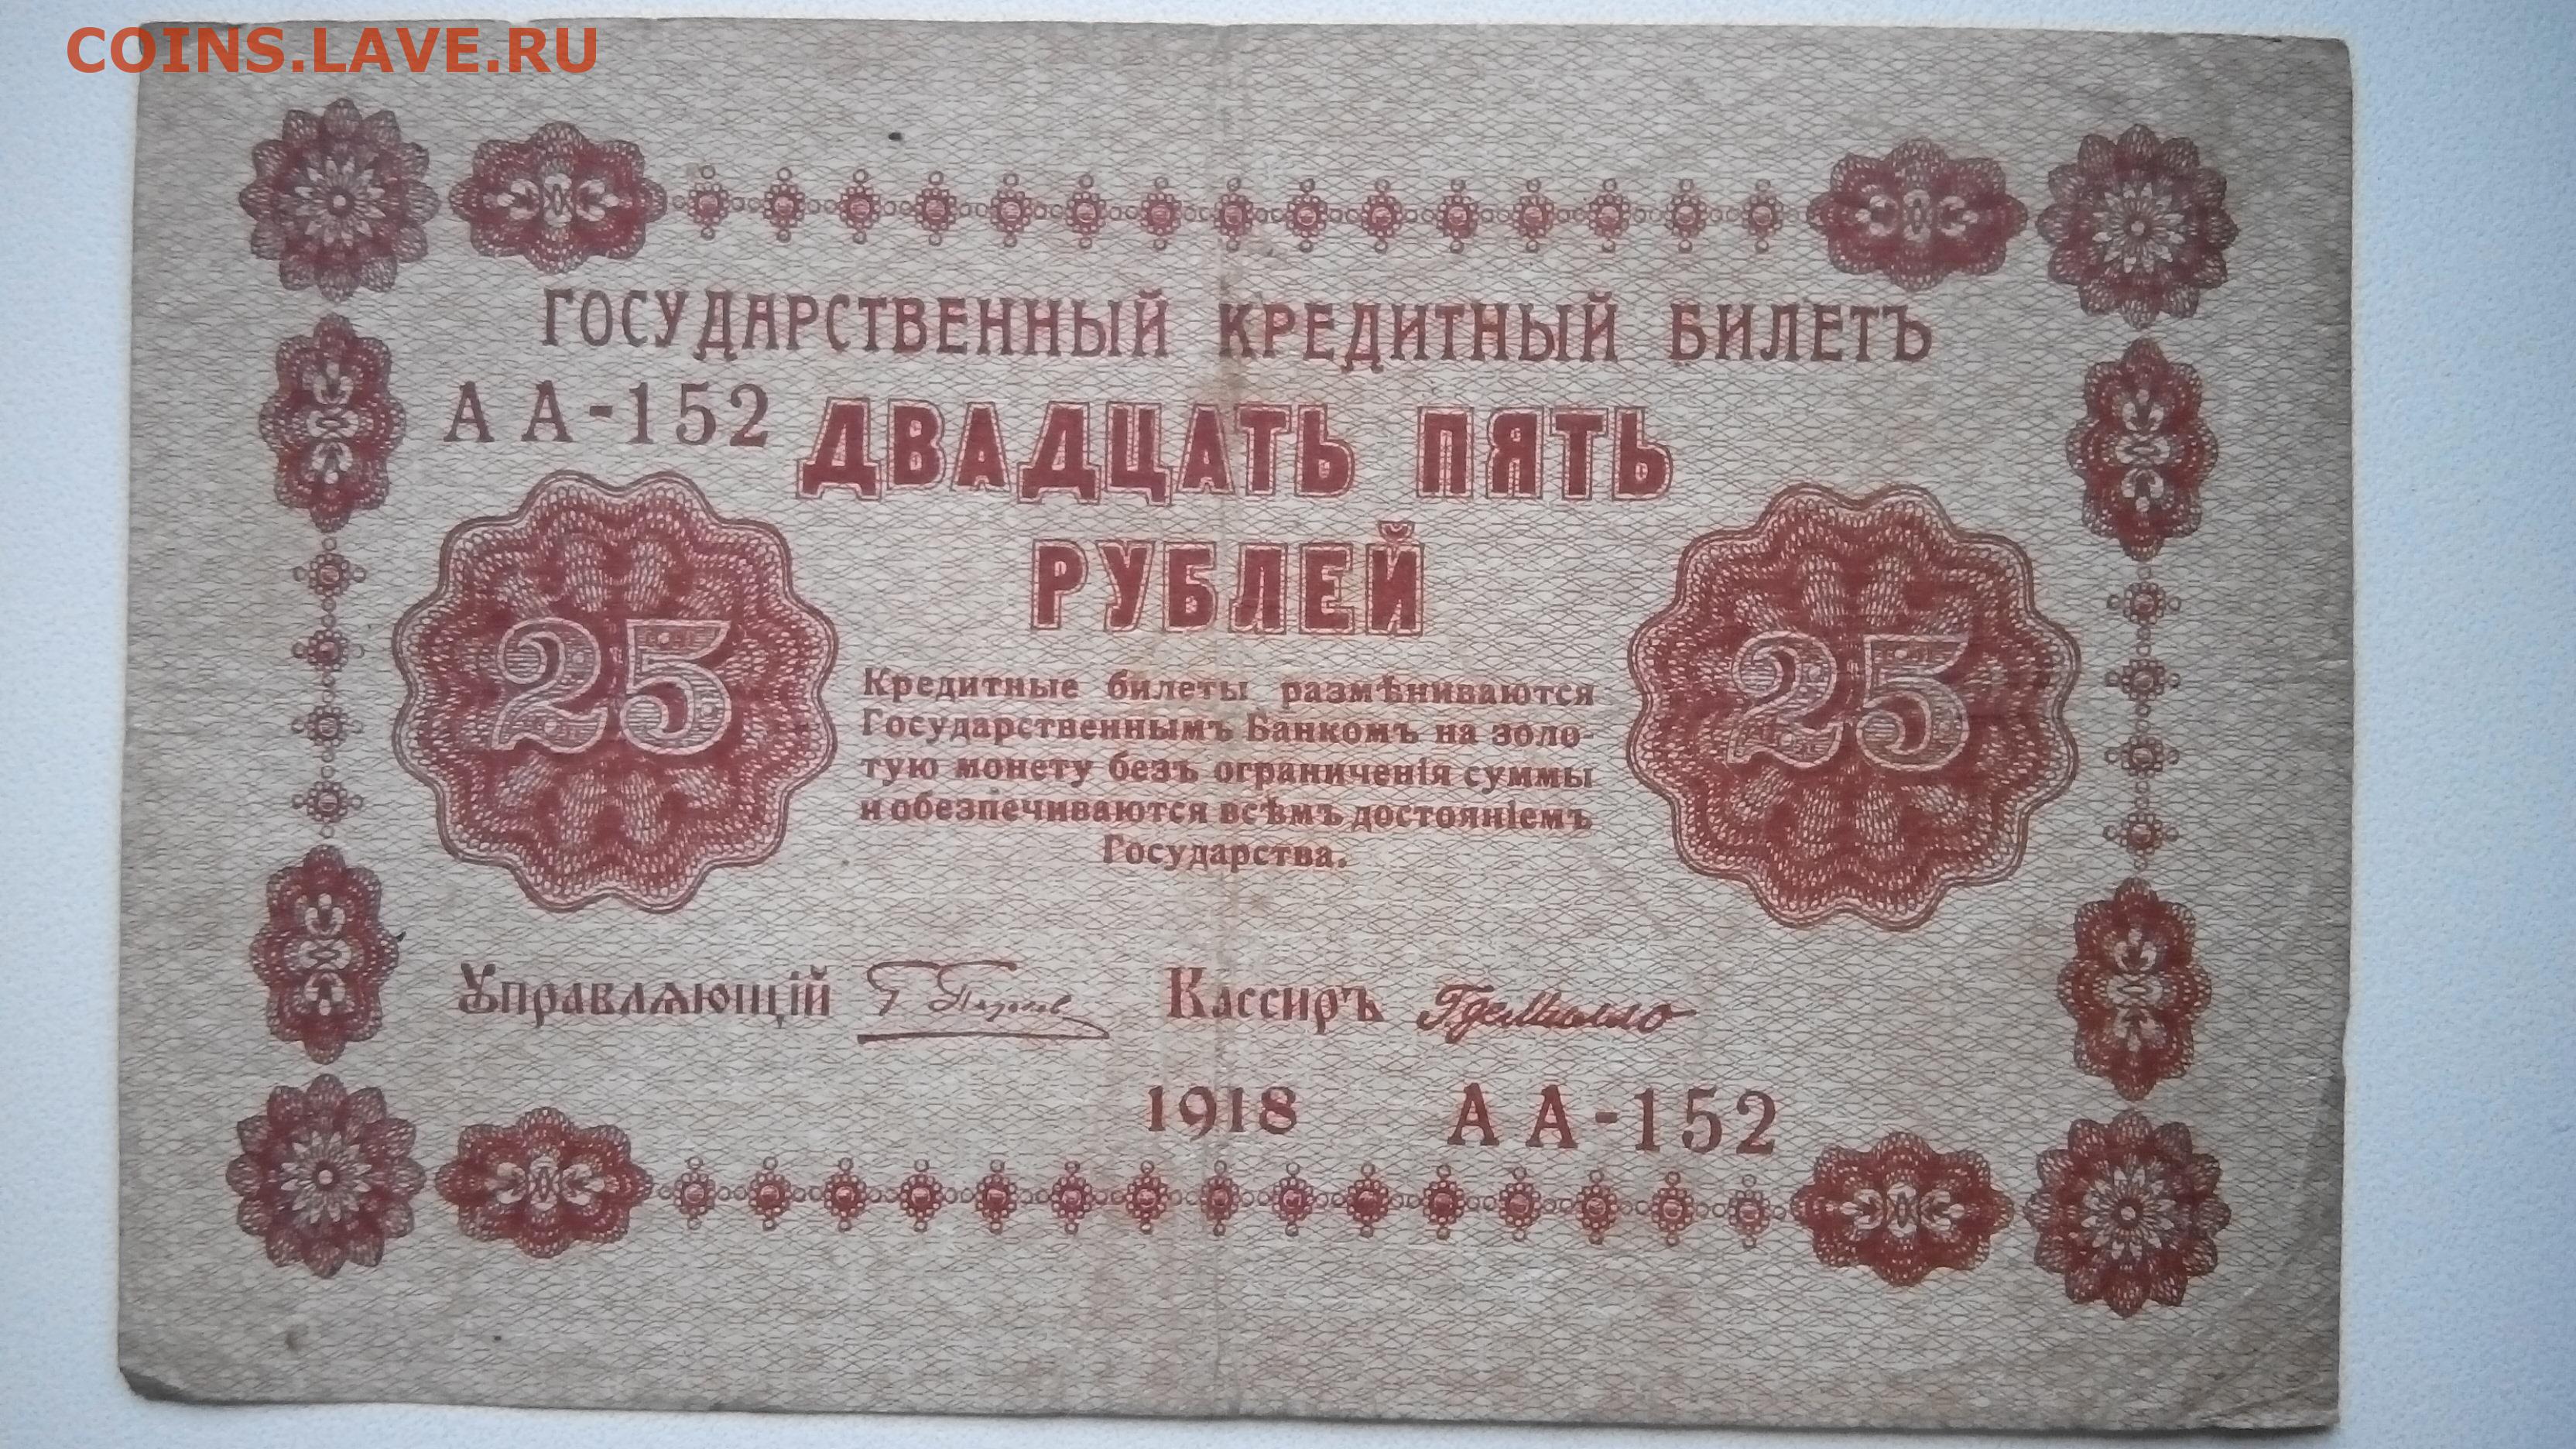 COINS.LAVE.RU
ГОСУДАРСТВЕННЫЙ КРЕДИТНЫЙ БИЛЕТЪ
АА-152
ДВАДЦАТЬ ПЯТЬ
РУБЛЕЙ
25
25
Кредитные билеты размѣниваются
Государственнымъ Банкомъ на золо-
тую монету безъ ограниченія суммы
и обезпечиваются всѣмъ достояніемъ
Государства.
Управляющій Кассиръ
1918 АА-152